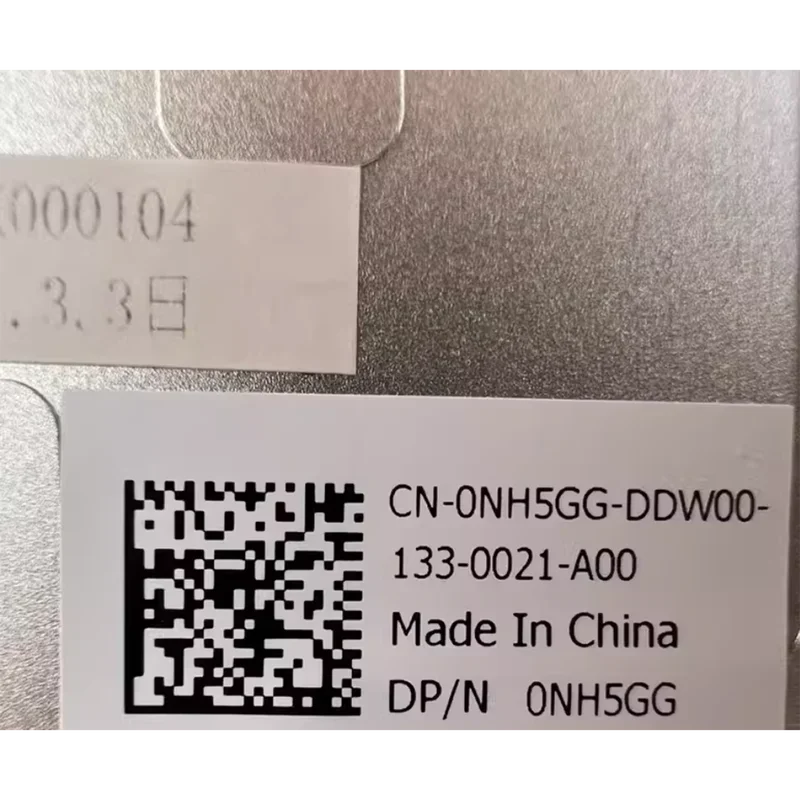 000104
.3.3日
CN-0NH5GG-DDW00-
133-0021-A00
Made In China
DP/N 0NH5GG